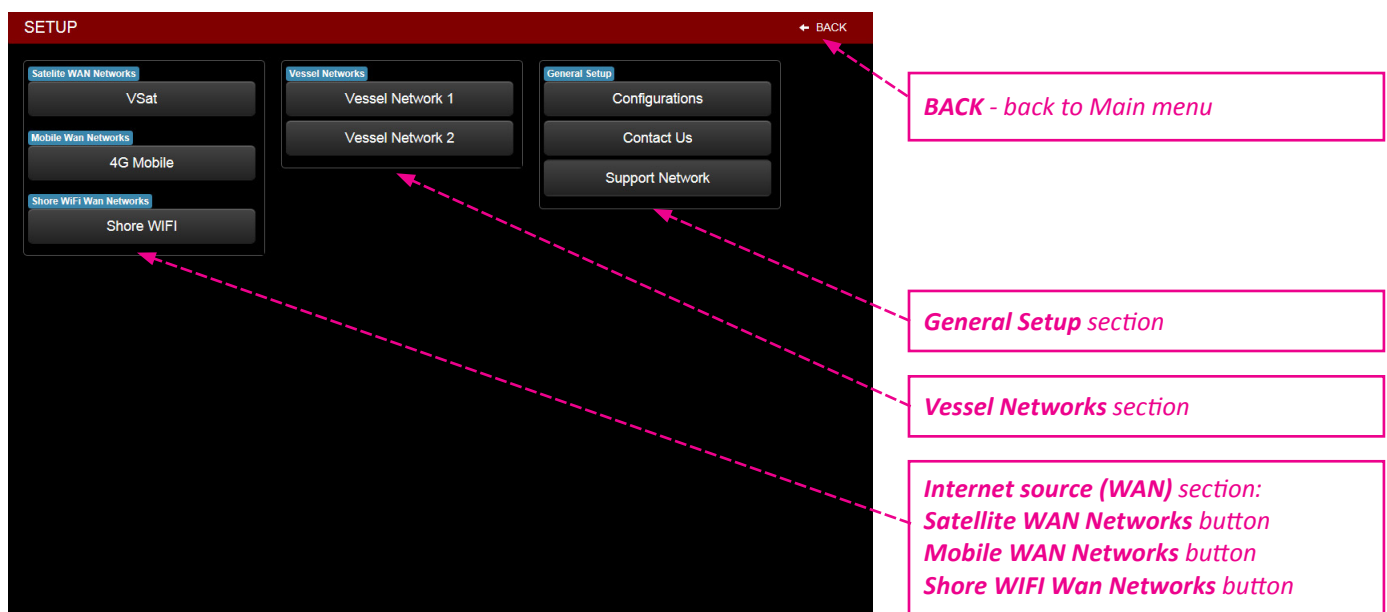 SETUP
BACK
Satelite WAN Networks
VSat
Mobile Wan Networks
4G Mobile
Shore WiFi Wan Networks
Shore WIFI
Vessel Networks
Vessel Network 1
Vessel Network 2
General Setup
Configurations
Contact Us
Support Network
BACK - back to Main menu
General Setup section
Vessel Networks section
Internet source (WAN) section:
Satellite WAN Networks button
Mobile WAN Networks button
Shore WIFI Wan Networks button